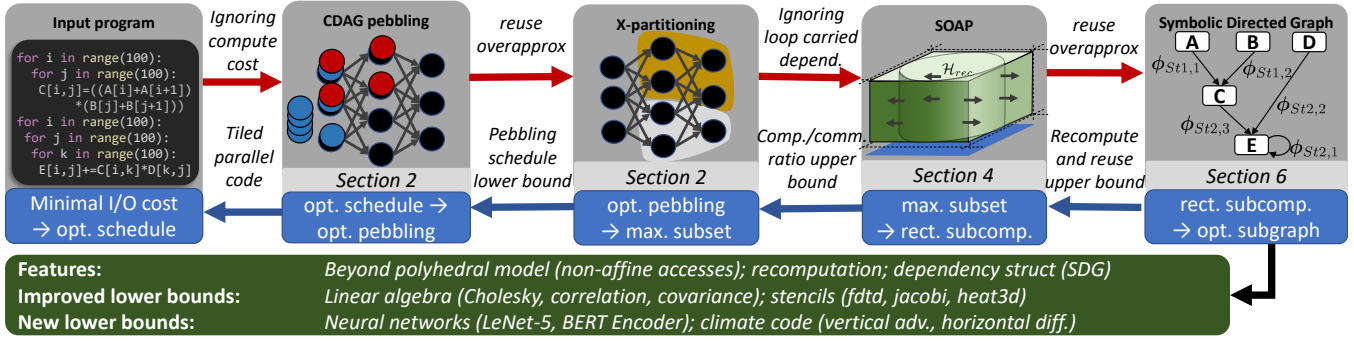 Input program
for i in range(100):
for j in range(100):
C[i,j]=((A[i]+A[i+1])
*(B[j]+B[j+1]))
for i in range(100):
for j in range(100):
for k in range(100):
E[i,j]+=C[i,k]*D[k,j]
Minimal I/O cost
→ opt. schedule
Ignoring
compute
cost
Tiled
parallel
code
CDAG pebbling
Section 2
opt. schedule →
opt. pebbling
reuse
overapprox
Pebbling
schedule
lower bound
X-partitioning
Section 2
opt. pebbling
→ max. subset
Ignoring
loop carried
depend.
Comp./comm.
ratio upper
bound
SOAP
ℋ_rec
Section 4
max. subset
→ rect. subcomp.
reuse
overapprox
Recompute
and reuse
upper bound
Symbolic Directed Graph
A B D
ϕ_St1,1 ϕ_St1,2
C ϕ_St2,2
ϕ_St2,3
E ϕ_St2,1
Section 6
rect. subcomp.
→ opt. subgraph
Features: Beyond polyhedral model (non-affine accesses); recomputation; dependency struct (SDG)
Improved lower bounds: Linear algebra (Cholesky, correlation, covariance); stencils (fdtd, jacobi, heat3d)
New lower bounds: Neural networks (LeNet-5, BERT Encoder); climate code (vertical adv., horizontal diff.)